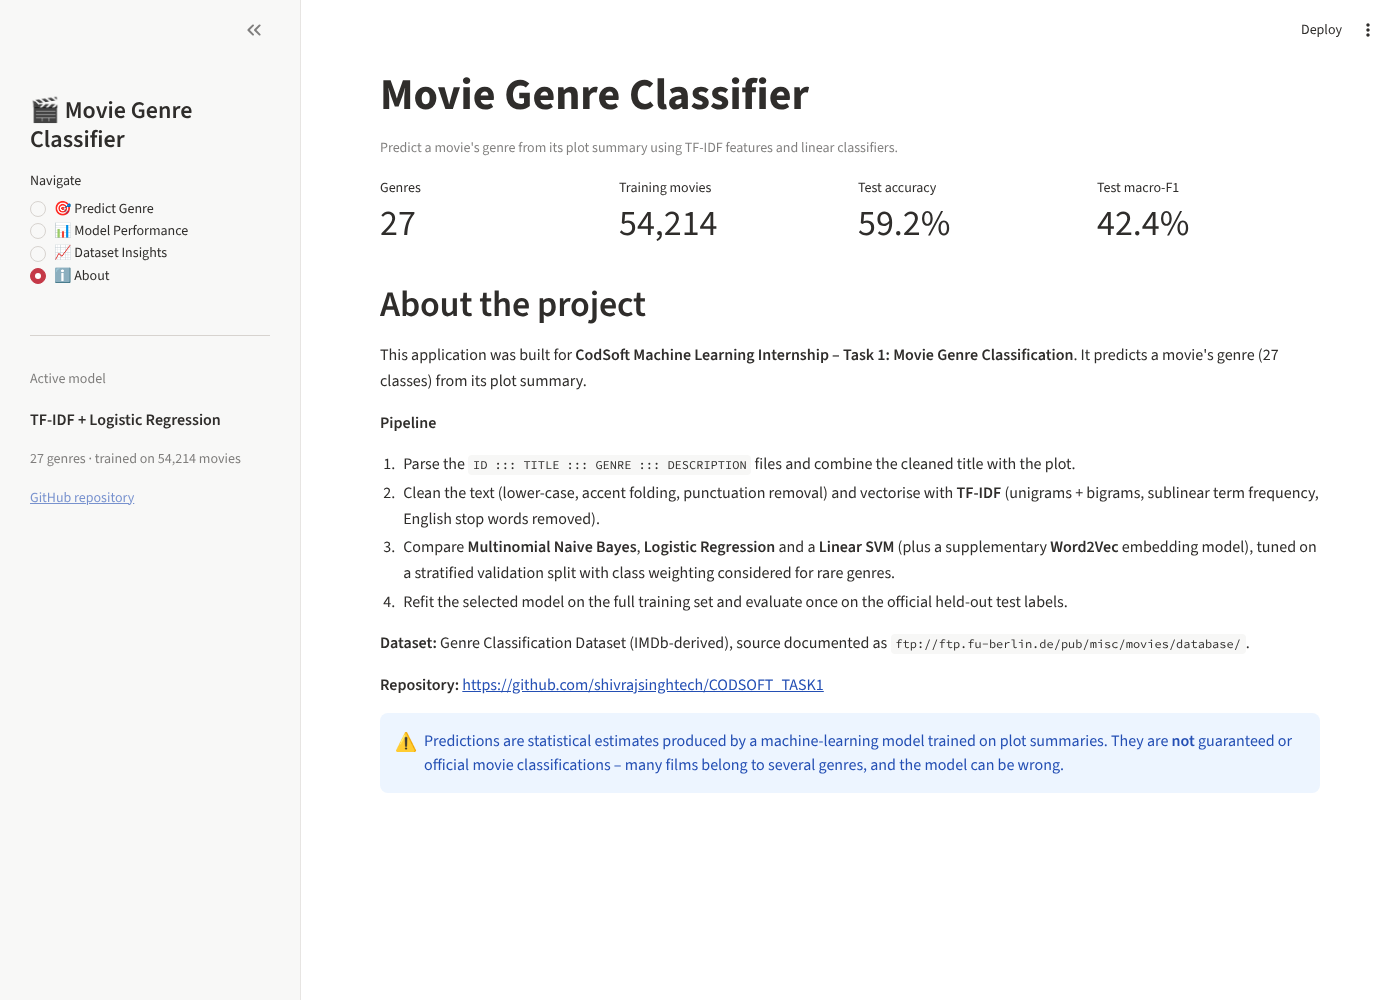 Deploy
🎬 Movie Genre
Classifier
Navigate
🎯 Predict Genre
📊 Model Performance
📈 Dataset Insights
ℹ️ About
Active model
TF-IDF + Logistic Regression
27 genres · trained on 54,214 movies
GitHub repository
Movie Genre Classifier
Predict a movie's genre from its plot summary using TF-IDF features and linear classifiers.
Genres
27
Training movies
54,214
Test accuracy
59.2%
Test macro-F1
42.4%
About the project
This application was built for CodSoft Machine Learning Internship – Task 1: Movie Genre Classification. It predicts a movie's genre (27
classes) from its plot summary.
Pipeline
1. Parse the ID ::: TITLE ::: GENRE ::: DESCRIPTION files and combine the cleaned title with the plot.
2. Clean the text (lower-case, accent folding, punctuation removal) and vectorise with TF-IDF (unigrams + bigrams, sublinear term frequency,
English stop words removed).
3. Compare Multinomial Naive Bayes, Logistic Regression and a Linear SVM (plus a supplementary Word2Vec embedding model), tuned on
a stratified validation split with class weighting considered for rare genres.
4. Refit the selected model on the full training set and evaluate once on the official held-out test labels.
Dataset: Genre Classification Dataset (IMDb-derived), source documented as ftp://ftp.fu-berlin.de/pub/misc/movies/database/ .
Repository: https://github.com/shivrajsinghtech/CODSOFT_TASK1
⚠️ Predictions are statistical estimates produced by a machine-learning model trained on plot summaries. They are not guaranteed or
official movie classifications – many films belong to several genres, and the model can be wrong.